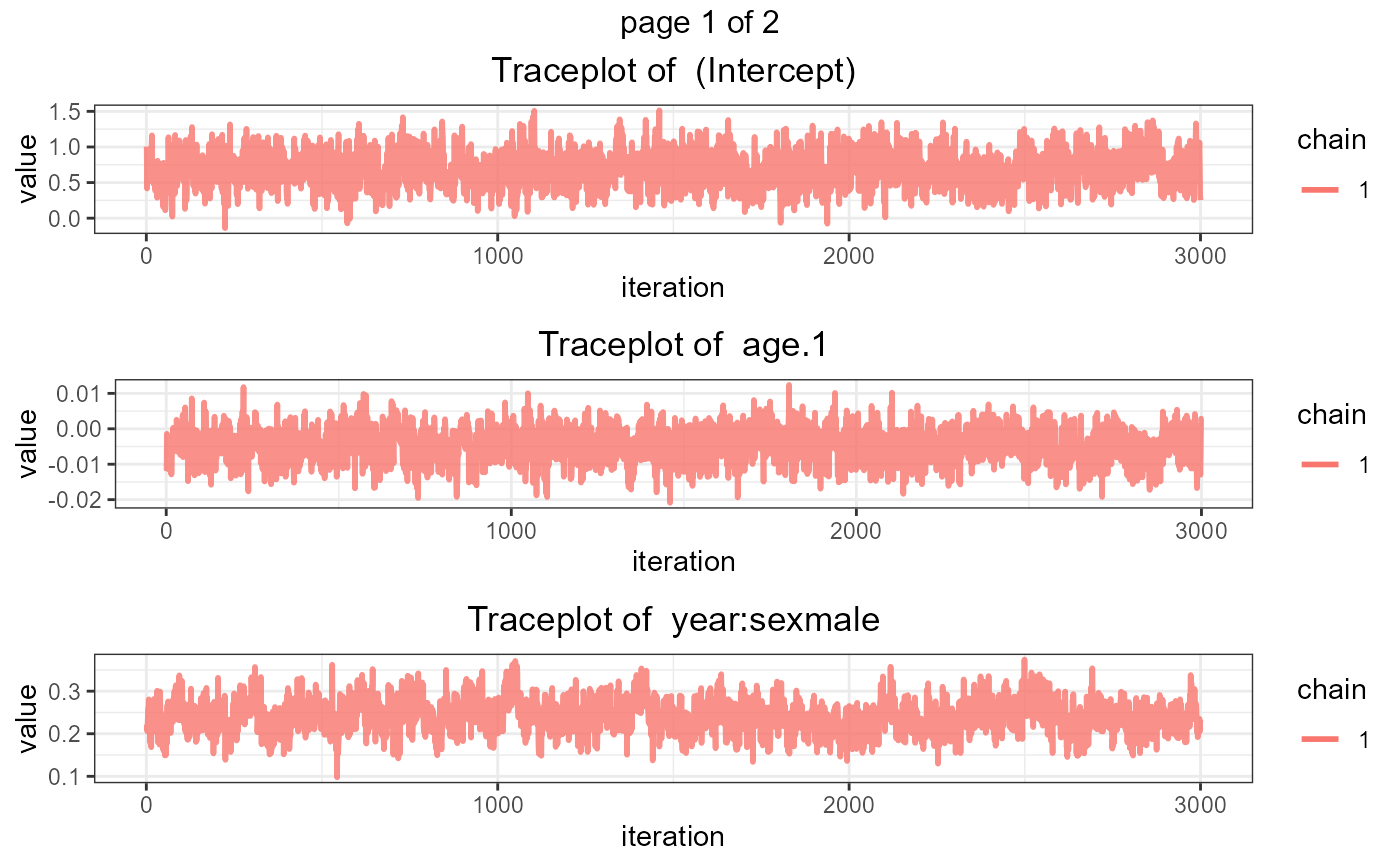 page 1 of 2
Traceplot of  (Intercept)
value
1.5
1.0
0.5
0.0
0 1000 2000 3000
iteration
chain
1
Traceplot of  age.1
value
0.01
0.00
-0.01
-0.02
0 1000 2000 3000
iteration
chain
1
Traceplot of  year:sexmale
value
0.3
0.2
0.1
0 1000 2000 3000
iteration
chain
1